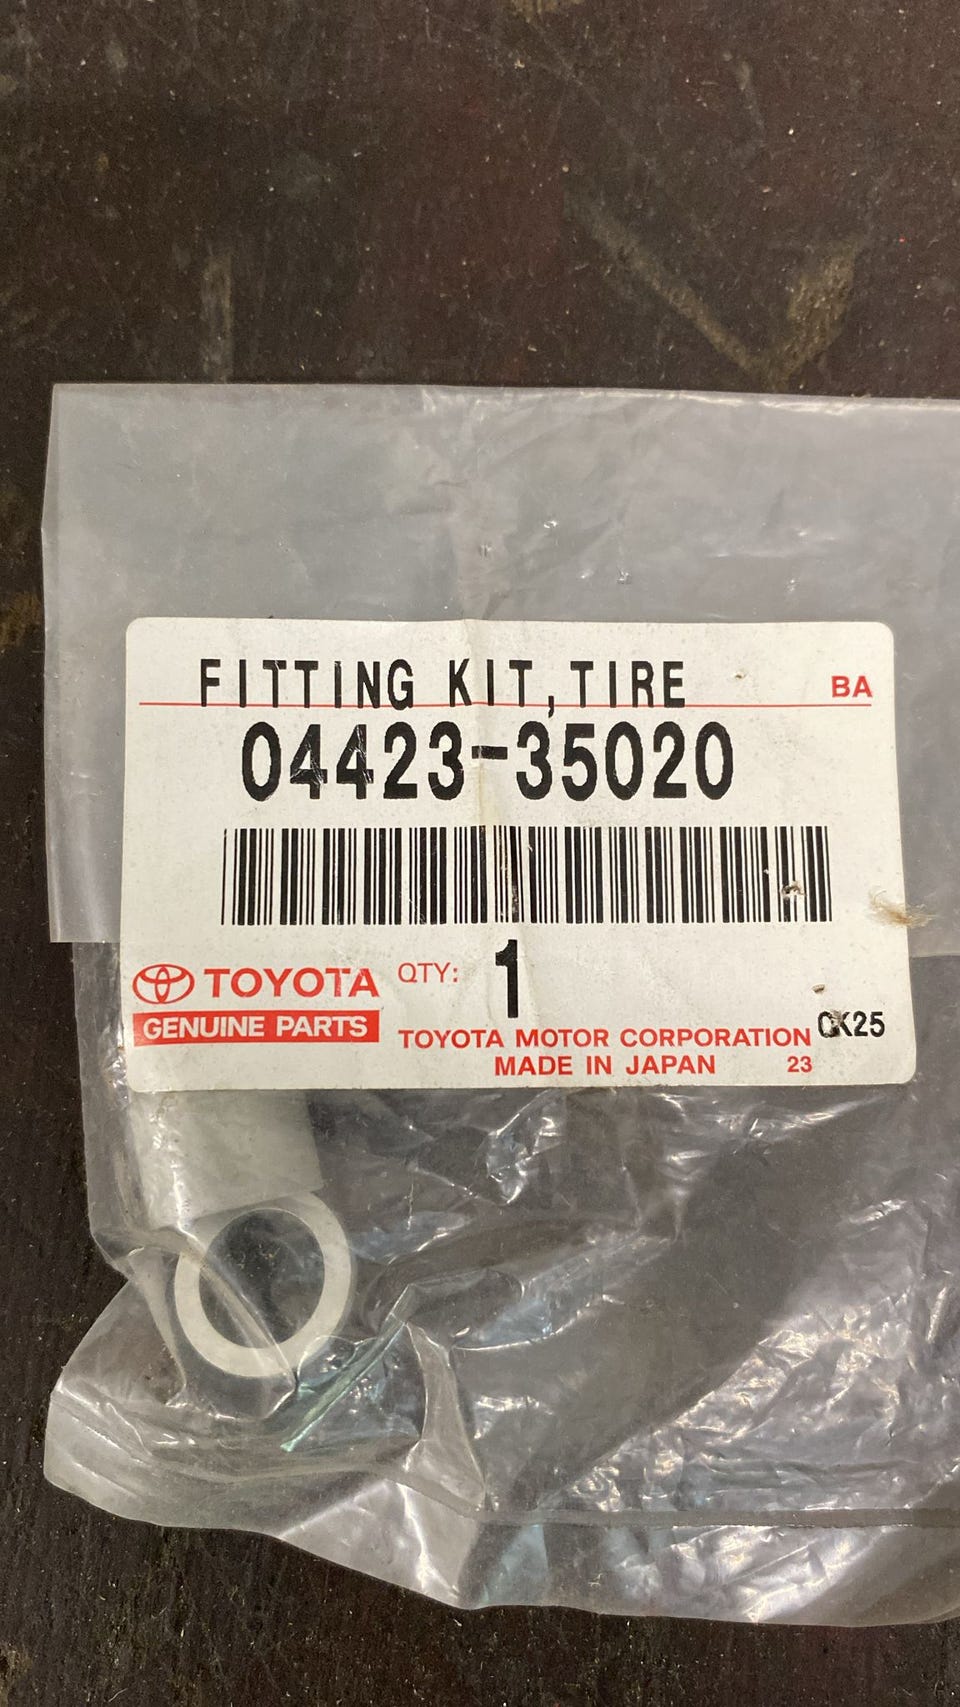 FITTING KIT,TIRE
BA
04423-35020
TOYOTA
GENUINE PARTS
QTY: 1
TOYOTA MOTOR CORPORATION
MADE IN JAPAN 23
CK25